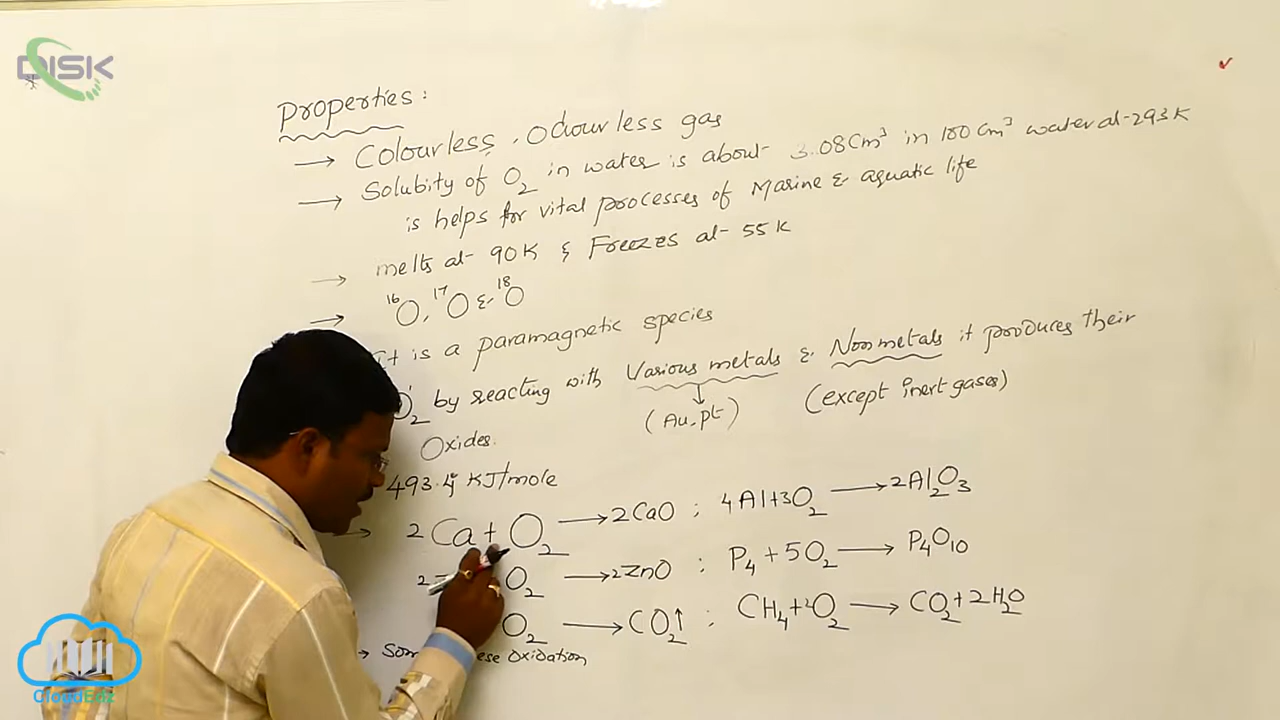 DISK
Properties:
→ Colourless, Odourless gas
→ Solubity of O₂ in water is about 3.08 Cm³ in 100 Cm³ water at 293K
is helps for vital processes of Marine & aquatic life
→ melts at 90K & Freezes at 55K
→ ¹⁶O, ¹⁷O & ¹⁸O
It is a paramagnetic species
O₂ by reacting with Various metals & Nonmetals it produces their
(Au, pt) (except inert gases)
Oxides.
493.4 KJ/mole
→ 2Ca + O₂ → 2CaO ; 4Al+3O₂ → 2Al₂O₃
2 O₂ → 2ZnO ; P₄ + 5O₂ → P₄O₁₀
O₂ → CO₂↑ ; CH₄+2O₂ → CO₂+2H₂O
→ Oxidation
CloudEdz